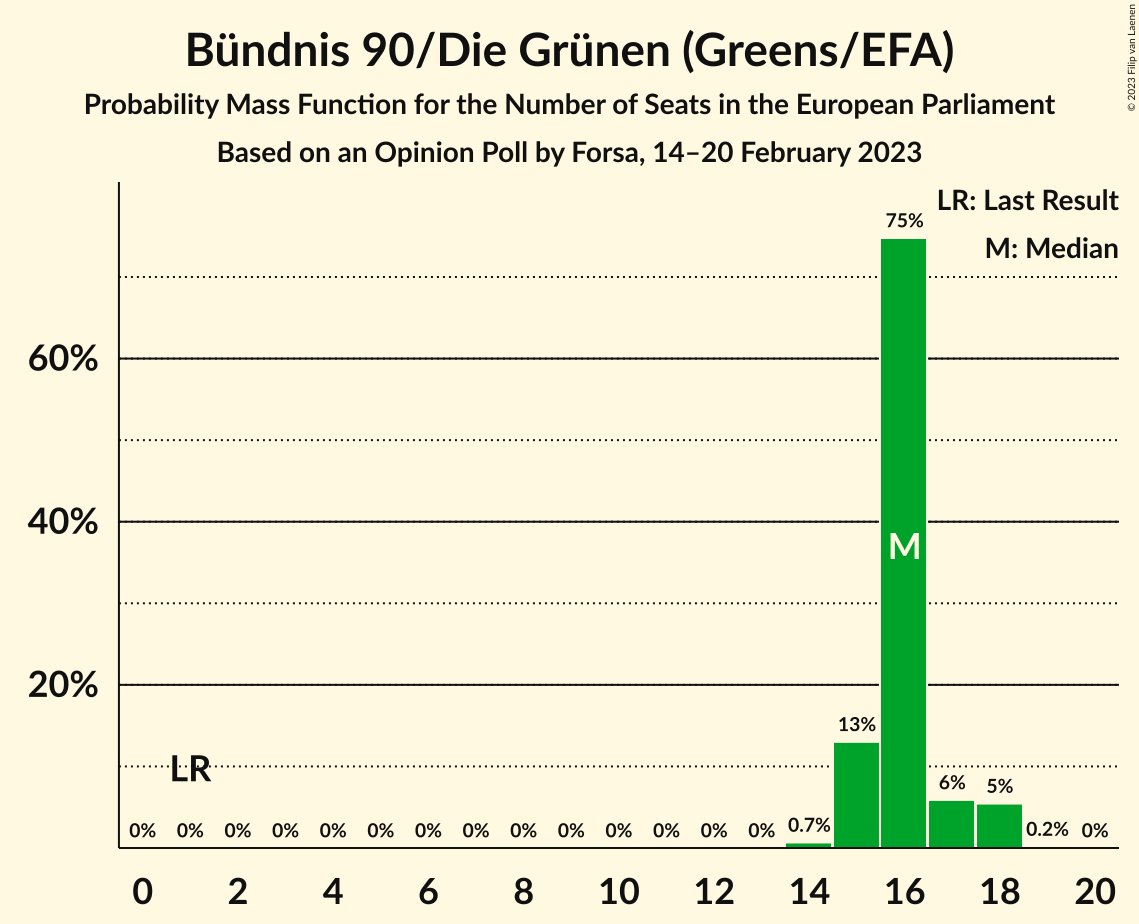 Bündnis 90/Die Grünen (Greens/EFA)
Probability Mass Function for the Number of Seats in the European Parliament
Based on an Opinion Poll by Forsa, 14–20 February 2023
© 2023 Filip van Laenen
LR: Last Result
M: Median
75%
60%
40%
M
20%
13%
LR
6%
5%
0% 0% 0% 0% 0% 0% 0% 0% 0% 0% 0% 0% 0% 0% 0.7% 0.2% 0%
0 2 4 6 8 10 12 14 16 18 20